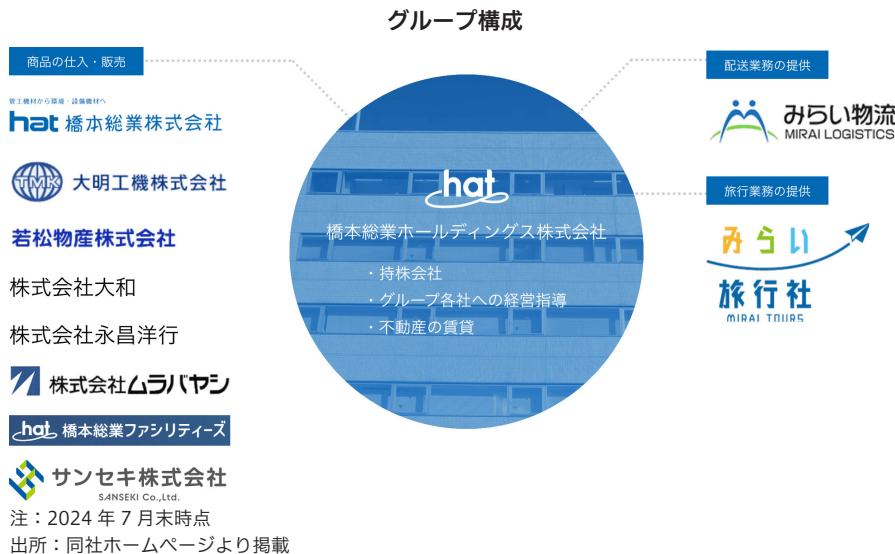 グループ構成
商品の仕入・販売
管工機材から環境・設備機材へ
hat 橋本総業株式会社
TMK 大明工機株式会社
若松物産株式会社
株式会社大和
株式会社永昌洋行
株式会社ムラバヤシ
hat 橋本総業ファシリティーズ
サンセキ株式会社
SANSEKI Co.,Ltd.
hat
橋本総業ホールディングス株式会社
・持株会社
・グループ各社への経営指導
・不動産の賃貸
配送業務の提供
みらい物流
MIRAI LOGISTICS
旅行業務の提供
みらい
旅行社
MIRAI TOURS
注：2024 年 7 月末時点
出所：同社ホームページより掲載